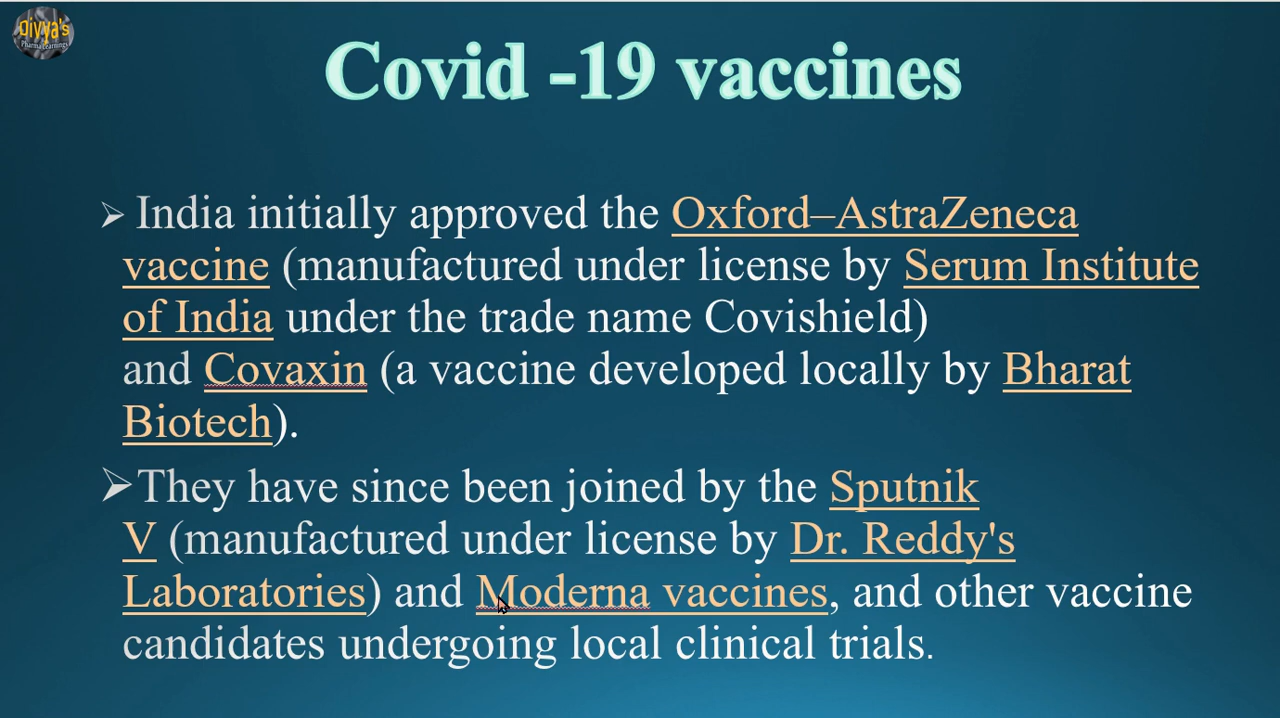 Divya's
Pharma Learnings
Covid -19 vaccines
➢ India initially approved the Oxford–AstraZeneca
vaccine (manufactured under license by Serum Institute
of India under the trade name Covishield)
and Covaxin (a vaccine developed locally by Bharat
Biotech).
➢They have since been joined by the Sputnik
V (manufactured under license by Dr. Reddy's
Laboratories) and Moderna vaccines, and other vaccine
candidates undergoing local clinical trials.